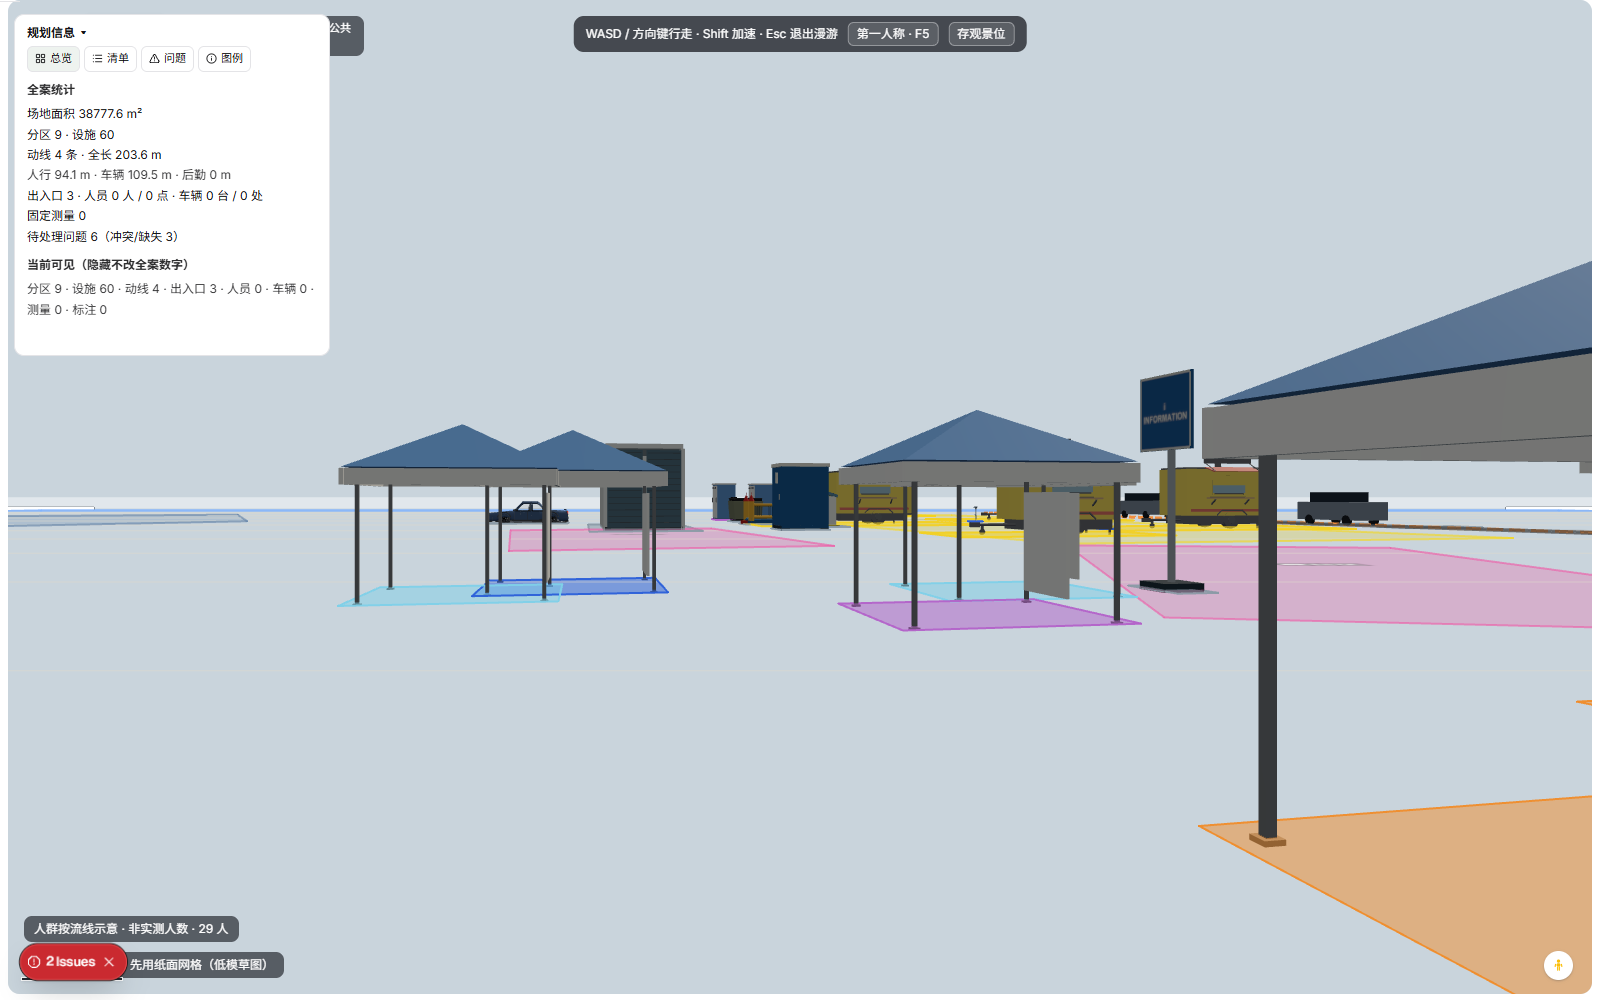 规划信息
总览 清单 问题 图例
全案统计
场地面积 38777.6 m²
分区 9 · 设施 60
动线 4 条 · 全长 203.6 m
人行 94.1 m · 车辆 109.5 m · 后勤 0 m
出入口 3 · 人员 0 人 / 0 点 · 车辆 0 台 / 0 处
固定测量 0
待处理问题 6（冲突/缺失 3）
当前可见（隐藏不改全案数字）
分区 9 · 设施 60 · 动线 4 · 出入口 3 · 人员 0 · 车辆 0 ·
测量 0 · 标注 0
公共
WASD / 方向键行走 · Shift 加速 · Esc 退出漫游 第一人称 · F5 存观景位
i
INFORMATION
人群按流线示意 · 非实测人数 · 29 人
2 Issues
先用纸面网格（低模草图）